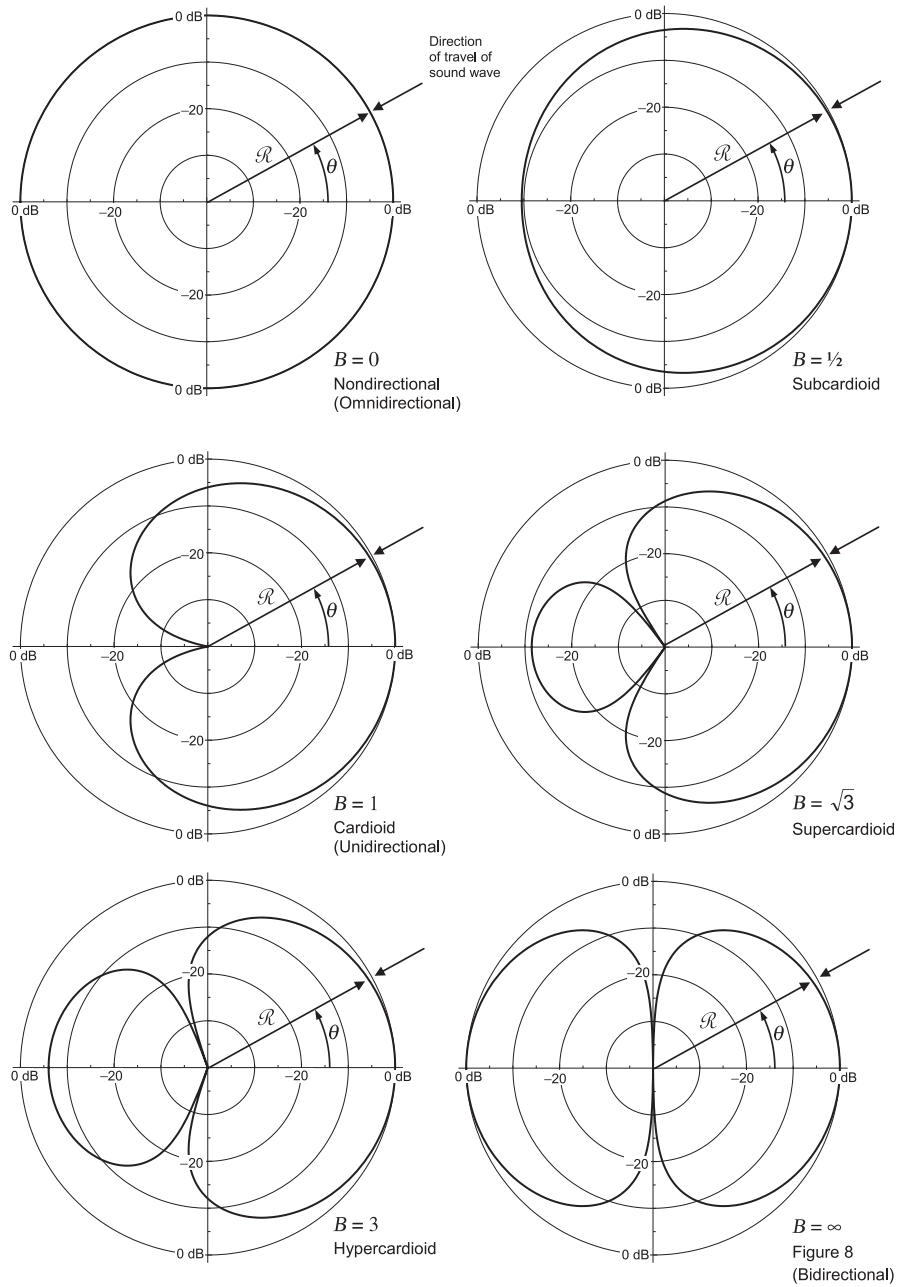 0 dB
Direction
of travel of
sound wave
–20
ℛ
θ
0 dB
–20
–20
0 dB
–20
0 dB
B = 0
Nondirectional
(Omnidirectional)
0 dB
–20
ℛ
θ
0 dB
–20
–20
0 dB
–20
0 dB
B = ½
Subcardioid
0 dB
–20
ℛ
θ
0 dB
–20
–20
0 dB
–20
0 dB
B = 1
Cardioid
(Unidirectional)
0 dB
–20
ℛ
θ
0 dB
–20
–20
0 dB
–20
0 dB
B = √3
Supercardioid
0 dB
–20
ℛ
θ
0 dB
–20
–20
0 dB
–20
0 dB
B = 3
Hypercardioid
0 dB
–20
ℛ
θ
0 dB
–20
–20
0 dB
–20
0 dB
B = ∞
Figure 8
(Bidirectional)